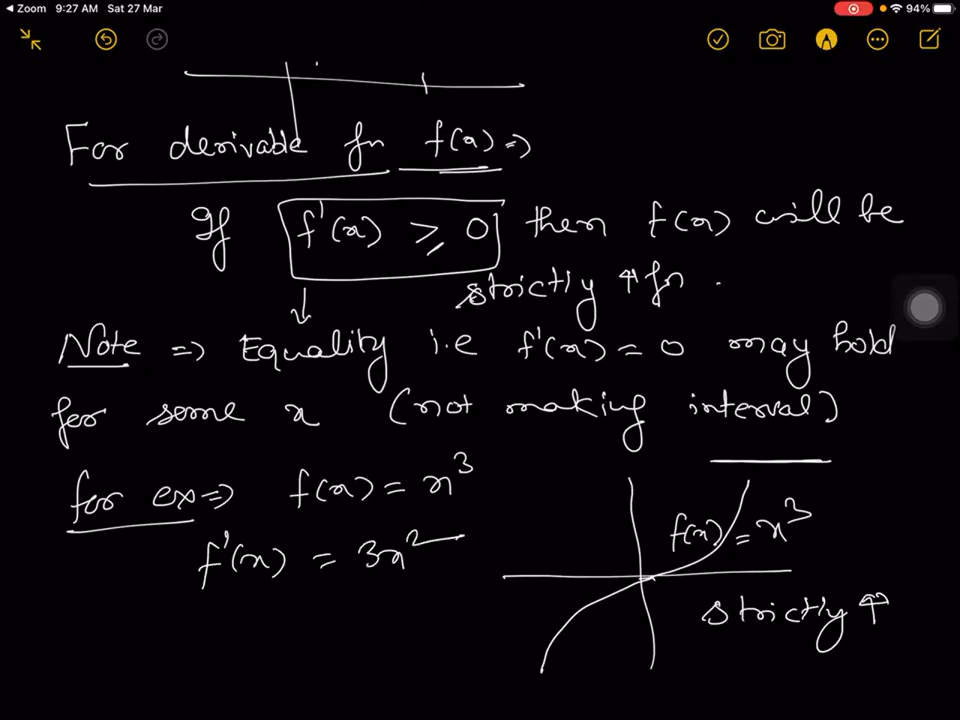 Zoom 9:27 AM Sat 27 Mar 94%
For derivable fn f(x) ⇒
If f'(x) ≥ 0 then f(x) will be
strictly ↑ fn .
Note ⇒ Equality i.e f'(x) = 0 may hold
for some x (not making interval)
for ex ⇒ f(x) = x³
f'(x) = 3x²
f(x) = x³
strictly ↑